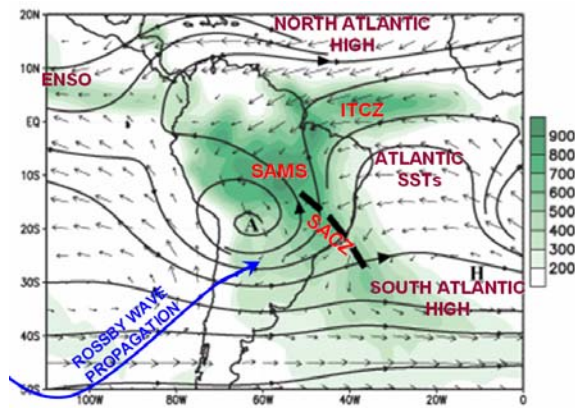 20N
NORTH ATLANTIC
HIGH
10N
ENSO
ITCZ
EQ
900
800
700
600
500
400
300
200
100
SAMS
ATLANTIC
SSTs
10S
A
SACZ
20S
H
SOUTH ATLANTIC
HIGH
30S
ROSSBY WAVE
PROPAGATION
40S
50S
100W
80W
60W
40W
20W
0